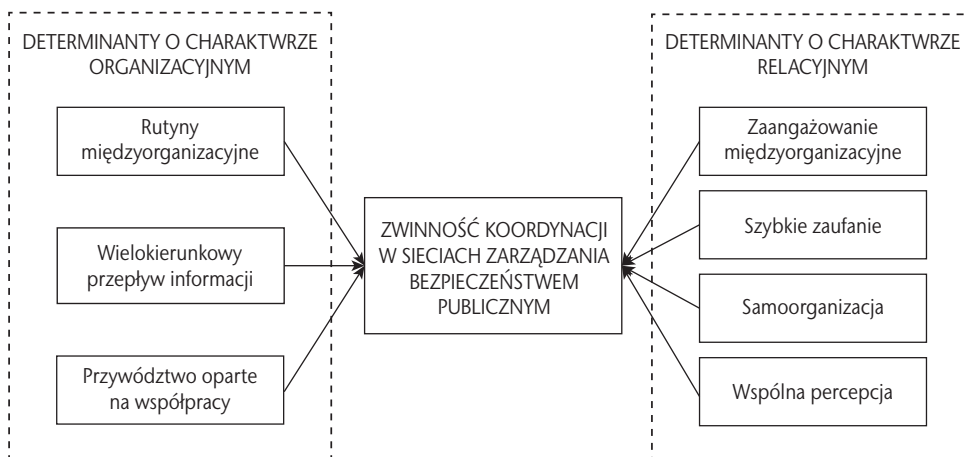 DETERMINANTY O CHARAKTWRZE
ORGANIZACYJNYM
Rutyny
międzyorganizacyjne
Wielokierunkowy
przepływ informacji
Przywództwo oparte
na współpracy
ZWINNOŚĆ KOORDYNACJI
W SIECIACH ZARZĄDZANIA
BEZPIECZEŃSTWEM
PUBLICZNYM
DETERMINANTY O CHARAKTWRZE
RELACYJNYM
Zaangażowanie
międzyorganizacyjne
Szybkie zaufanie
Samoorganizacja
Wspólna percepcja